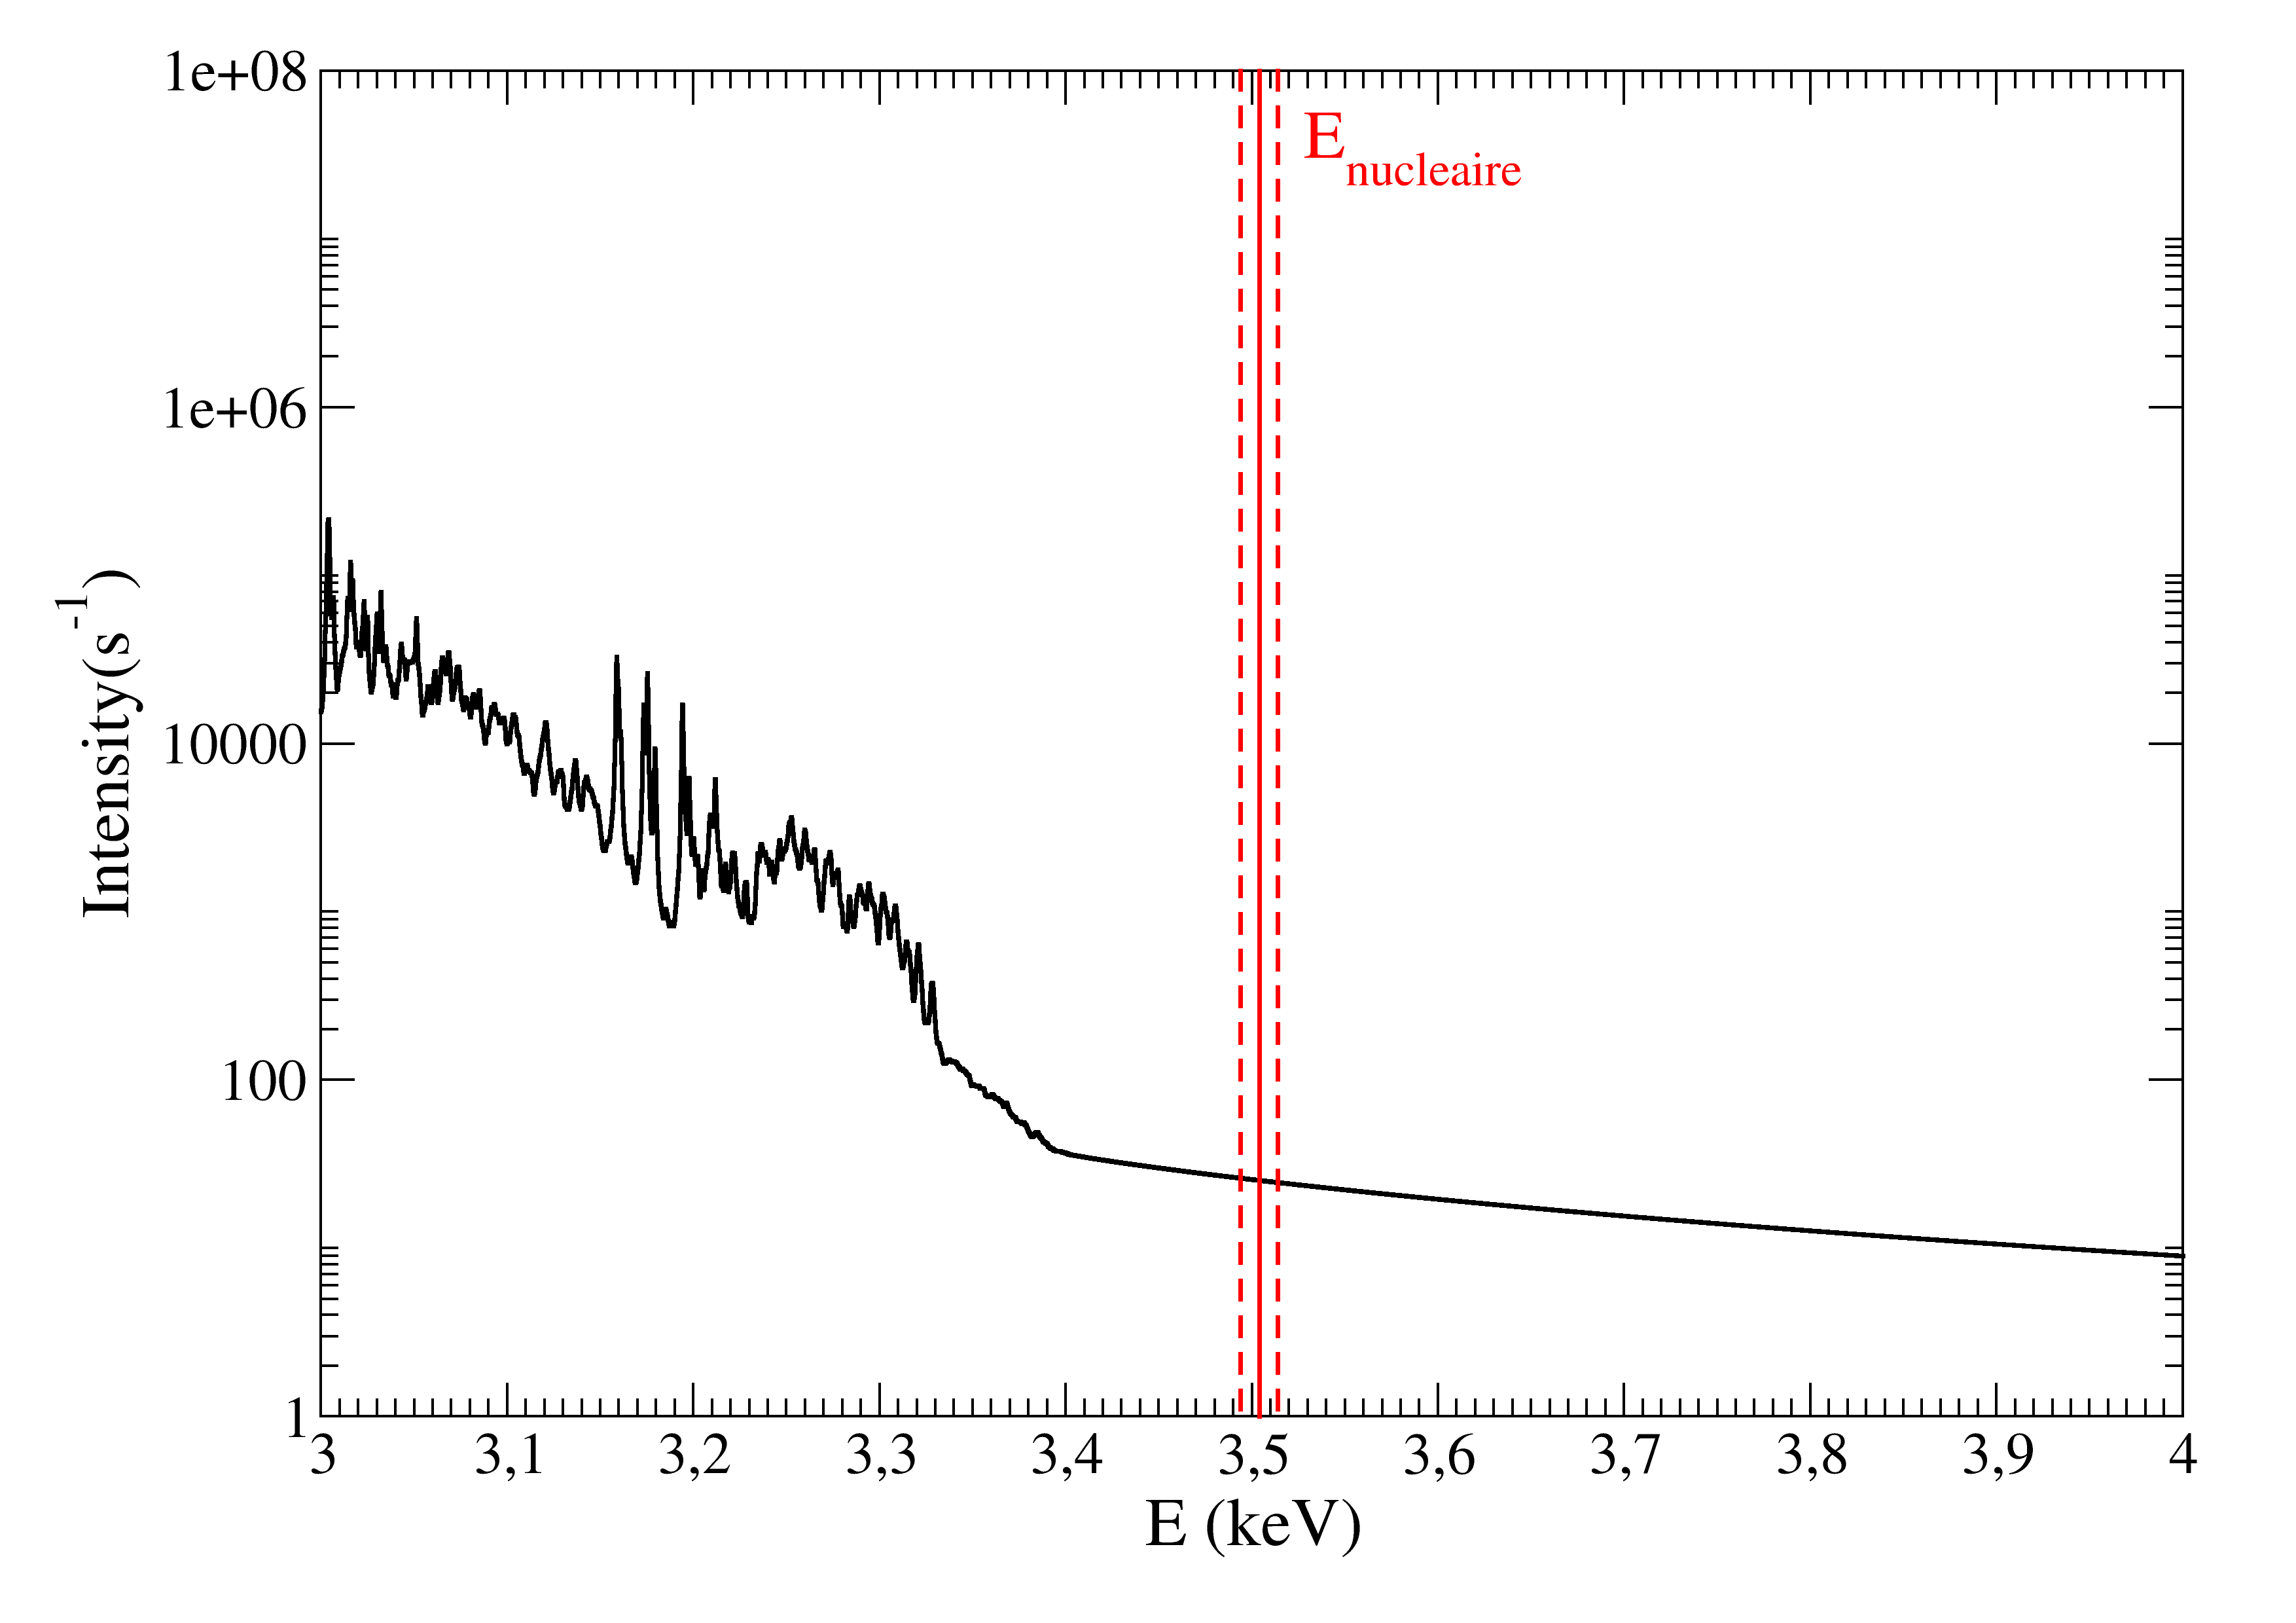 1e+08
E nucleaire
1e+06
Intensity(s-1)
10000
100
1
3 3,1 3,2 3,3 3,4 3,5 3,6 3,7 3,8 3,9 4
E (keV)